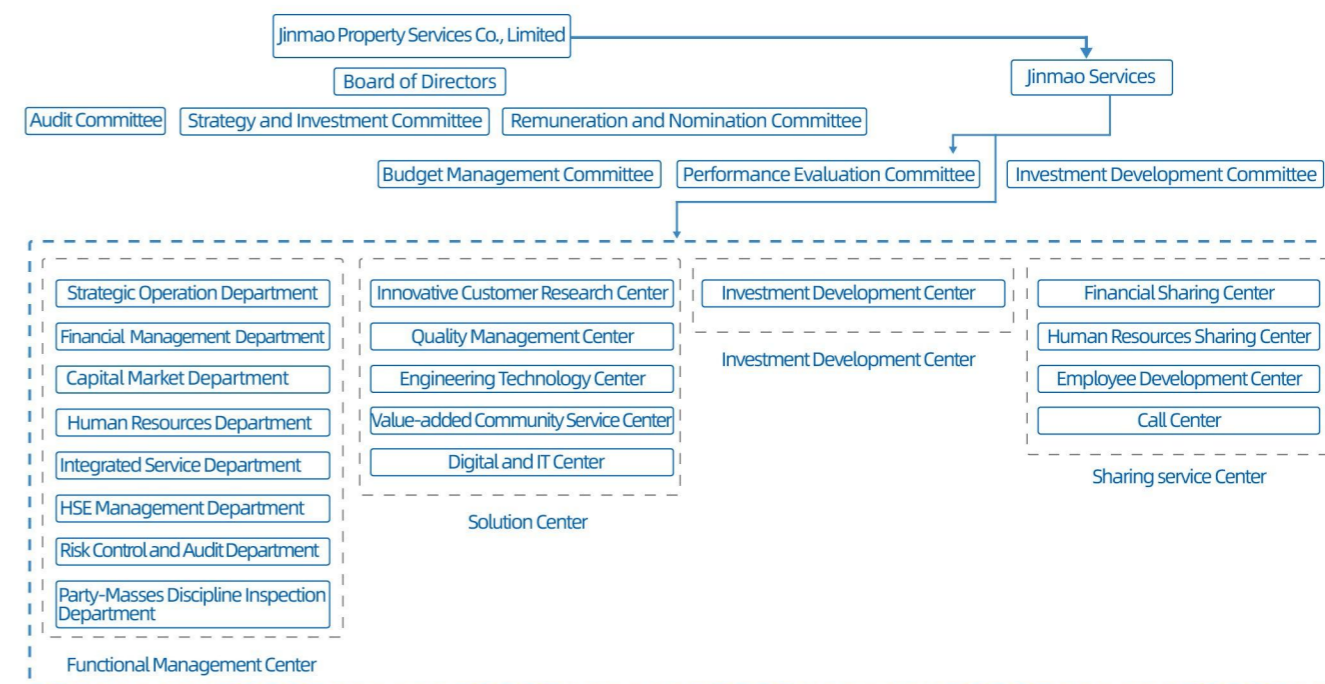 Jinmao Property Services Co., Limited
Board of Directors
Jinmao Services
Audit Committee
Strategy and Investment Committee
Remuneration and Nomination Committee
Budget Management Committee
Performance Evaluation Committee
Investment Development Committee
Strategic Operation Department
Financial Management Department
Capital Market Department
Human Resources Department
Integrated Service Department
HSE Management Department
Risk Control and Audit Department
Party-Masses Discipline Inspection
Department
Functional Management Center
Innovative Customer Research Center
Quality Management Center
Engineering Technology Center
Value-added Community Service Center
Digital and IT Center
Solution Center
Investment Development Center
Investment Development Center
Financial Sharing Center
Human Resources Sharing Center
Employee Development Center
Call Center
Sharing service Center